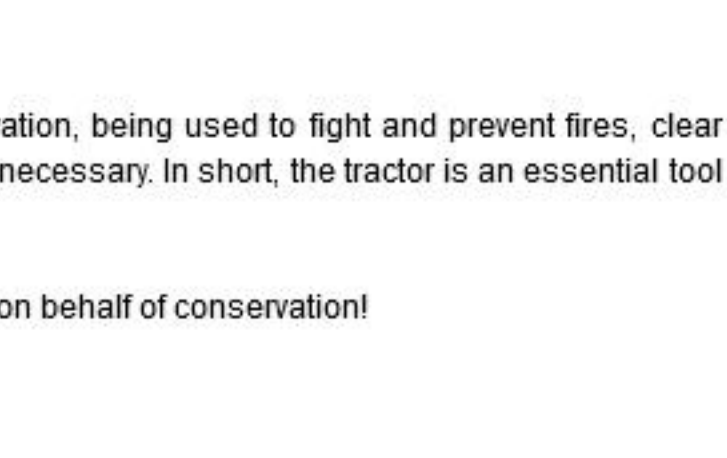 ation, being used to fight and prevent fires, clear
necessary. In short, the tractor is an essential tool
on behalf of conservation!